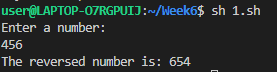 user@LAPTOP-O7RGPUIJ:~/Week6$ sh 1.sh
Enter a number:
456
The reversed number is: 654